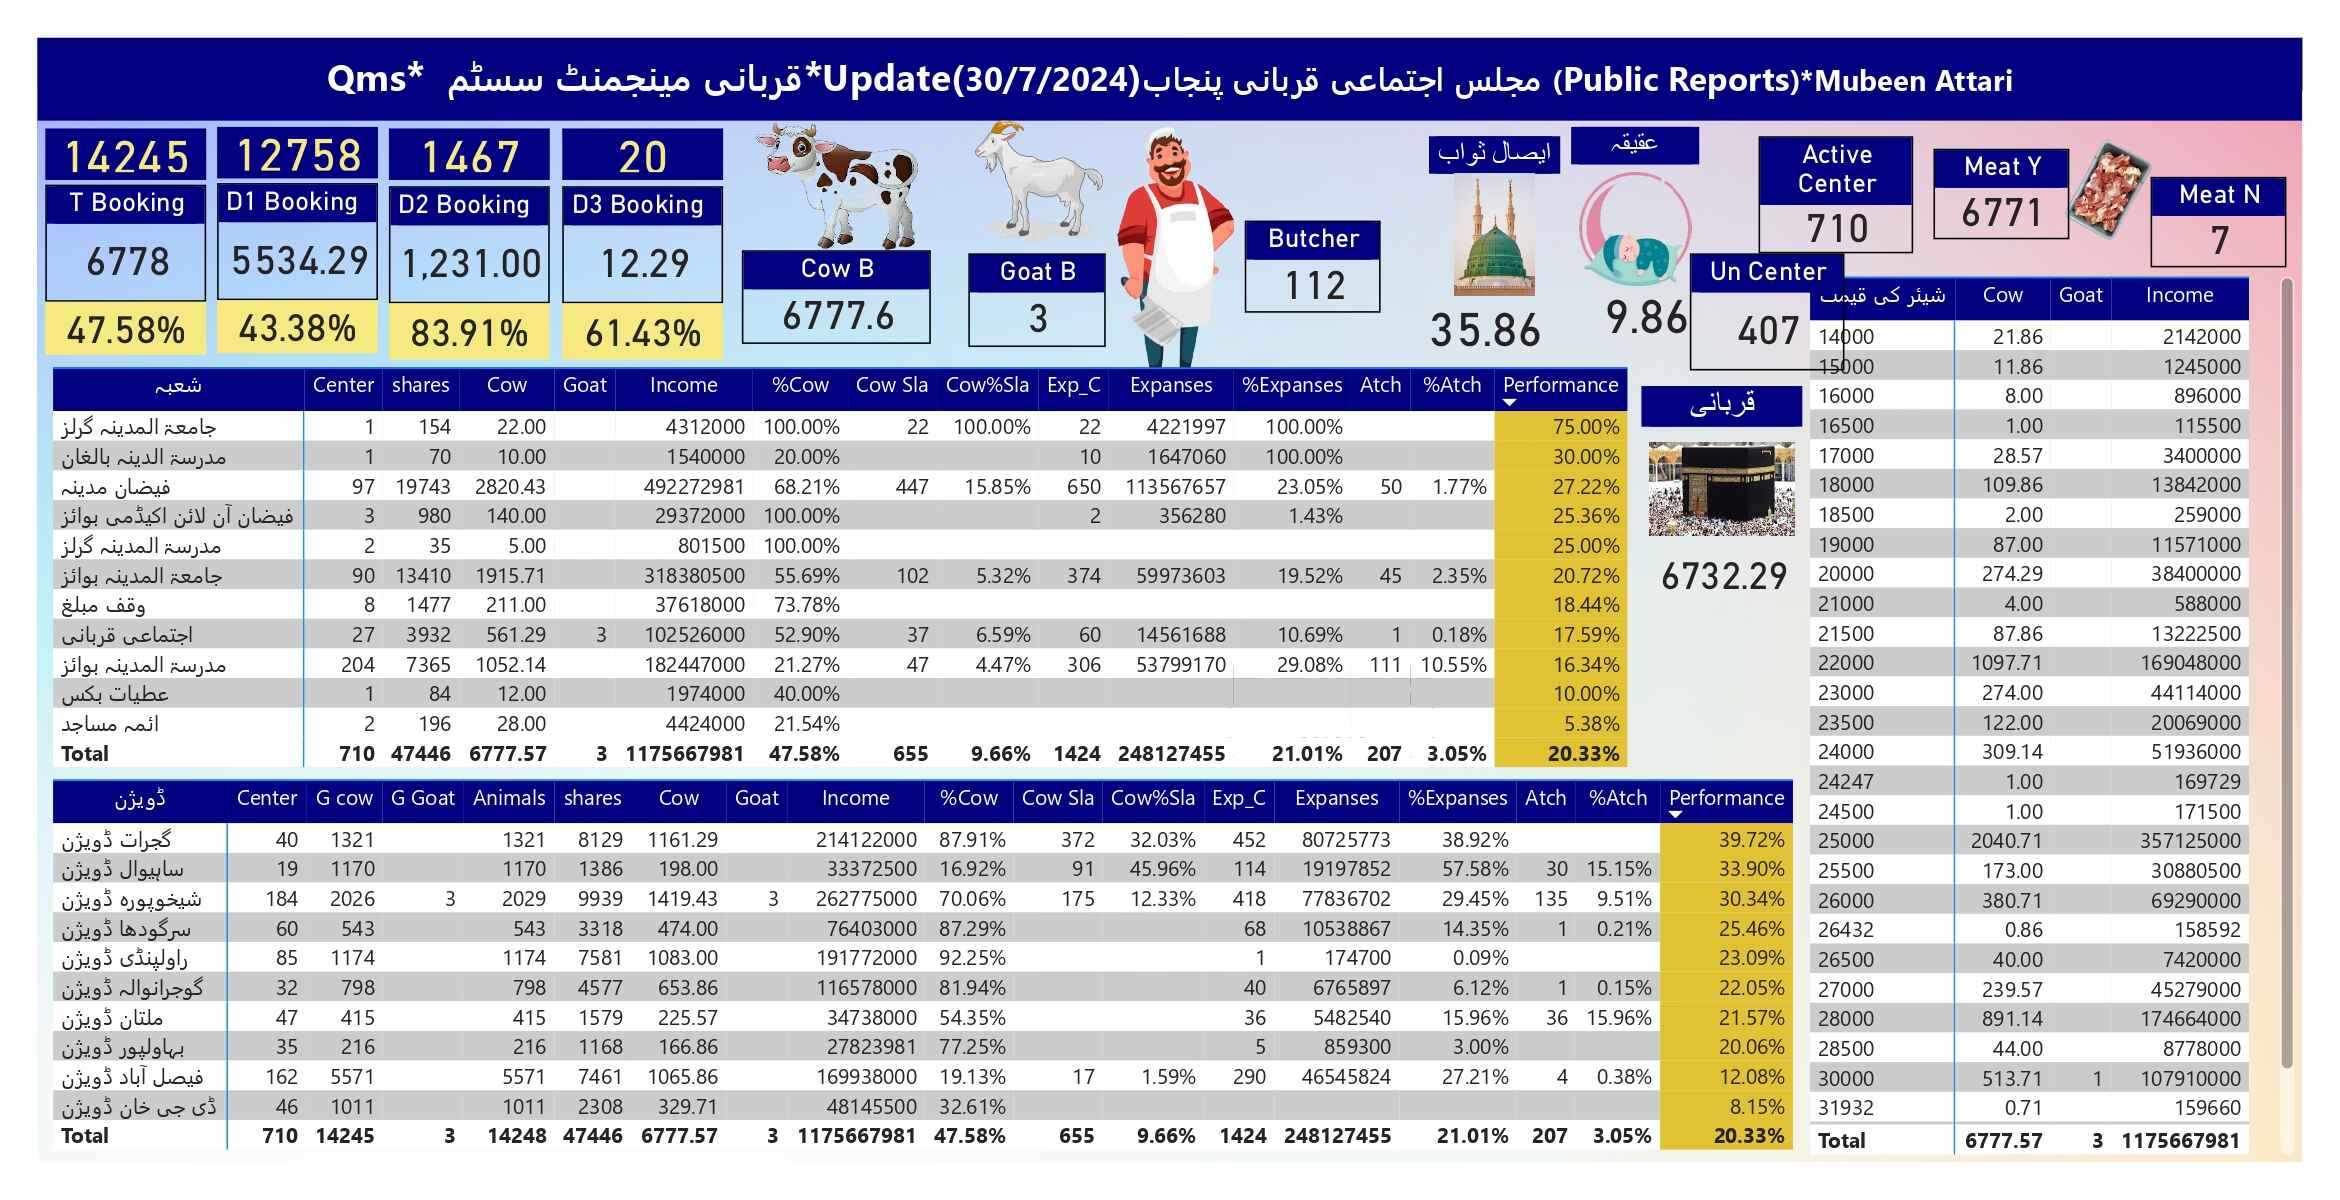 Qms* قربانی مینجمنٹ سسٹم*Update(30/7/2024)مجلس اجتماعی قربانی پنجاب (Public Reports)*Mubeen Attari
14245 12758 1467 20
T Booking D1 Booking D2 Booking D3 Booking
6778 5534.29 1,231.00 12.29
47.58% 43.38% 83.91% 61.43%
Cow B
6777.6
Goat B
3
Butcher
112
ایصال ثواب
35.86
عقیقہ
9.86
Active Center
710
Un Center
407
Meat Y
6771
Meat N
7
شعبہ Center shares Cow Goat Income %Cow Cow Sla Cow%Sla Exp_C Expanses %Expanses Atch %Atch Performance
جامعۃ المدینہ گرلز 1 154 22.00 4312000 100.00% 22 100.00% 22 4221997 100.00% 75.00%
مدرسۃ الدینہ بالغان 1 70 10.00 1540000 20.00% 10 1647060 100.00% 30.00%
فیضان مدینہ 97 19743 2820.43 492272981 68.21% 447 15.85% 650 113567657 23.05% 50 1.77% 27.22%
فیضان آن لائن اکیڈمی بوائز 3 980 140.00 29372000 100.00% 2 356280 1.43% 25.36%
مدرسۃ المدینہ گرلز 2 35 5.00 801500 100.00% 25.00%
جامعۃ المدینہ بوائز 90 13410 1915.71 318380500 55.69% 102 5.32% 374 59973603 19.52% 45 2.35% 20.72%
وقف مبلغ 8 1477 211.00 37618000 73.78% 18.44%
اجتماعی قربانی 27 3932 561.29 3 102526000 52.90% 37 6.59% 60 14561688 10.69% 1 0.18% 17.59%
مدرسۃ المدینہ بوائز 204 7365 1052.14 182447000 21.27% 47 4.47% 306 53799170 29.08% 111 10.55% 16.34%
عطیات بکس 1 84 12.00 1974000 40.00% 10.00%
ائمہ مساجد 2 196 28.00 4424000 21.54% 5.38%
Total 710 47446 6777.57 3 1175667981 47.58% 655 9.66% 1424 248127455 21.01% 207 3.05% 20.33%
قربانی
6732.29
ڈویژن Center G cow G Goat Animals shares Cow Goat Income %Cow Cow Sla Cow%Sla Exp_C Expanses %Expanses Atch %Atch Performance
گجرات ڈویژن 40 1321 1321 8129 1161.29 214122000 87.91% 372 32.03% 452 80725773 38.92% 39.72%
ساہیوال ڈویژن 19 1170 1170 1386 198.00 33372500 16.92% 91 45.96% 114 19197852 57.58% 30 15.15% 33.90%
شیخوپورہ ڈویژن 184 2026 3 2029 9939 1419.43 3 262775000 70.06% 175 12.33% 418 77836702 29.45% 135 9.51% 30.34%
سرگودھا ڈویژن 60 543 543 3318 474.00 76403000 87.29% 68 10538867 14.35% 1 0.21% 25.46%
راولپنڈی ڈویژن 85 1174 1174 7581 1083.00 191772000 92.25% 1 174700 0.09% 23.09%
گوجرانوالہ ڈویژن 32 798 798 4577 653.86 116578000 81.94% 40 6765897 6.12% 1 0.15% 22.05%
ملتان ڈویژن 47 415 415 1579 225.57 34738000 54.35% 36 5482540 15.96% 36 15.96% 21.57%
بہاولپور ڈویژن 35 216 216 1168 166.86 27823981 77.25% 5 859300 3.00% 20.06%
فیصل آباد ڈویژن 162 5571 5571 7461 1065.86 169938000 19.13% 17 1.59% 290 46545824 27.21% 4 0.38% 12.08%
ڈی جی خان ڈویژن 46 1011 1011 2308 329.71 48145500 32.61% 8.15%
Total 710 14245 3 14248 47446 6777.57 3 1175667981 47.58% 655 9.66% 1424 248127455 21.01% 207 3.05% 20.33%
شیئر کی قیمت Cow Goat Income
14000 21.86 2142000
15000 11.86 1245000
16000 8.00 896000
16500 1.00 115500
17000 28.57 3400000
18000 109.86 13842000
18500 2.00 259000
19000 87.00 11571000
20000 274.29 38400000
21000 4.00 588000
21500 87.86 13222500
22000 1097.71 169048000
23000 274.00 44114000
23500 122.00 20069000
24000 309.14 51936000
24247 1.00 169729
24500 1.00 171500
25000 2040.71 357125000
25500 173.00 30880500
26000 380.71 69290000
26432 0.86 158592
26500 40.00 7420000
27000 239.57 45279000
28000 891.14 174664000
28500 44.00 8778000
30000 513.71 1 107910000
31932 0.71 159660
Total 6777.57 3 1175667981